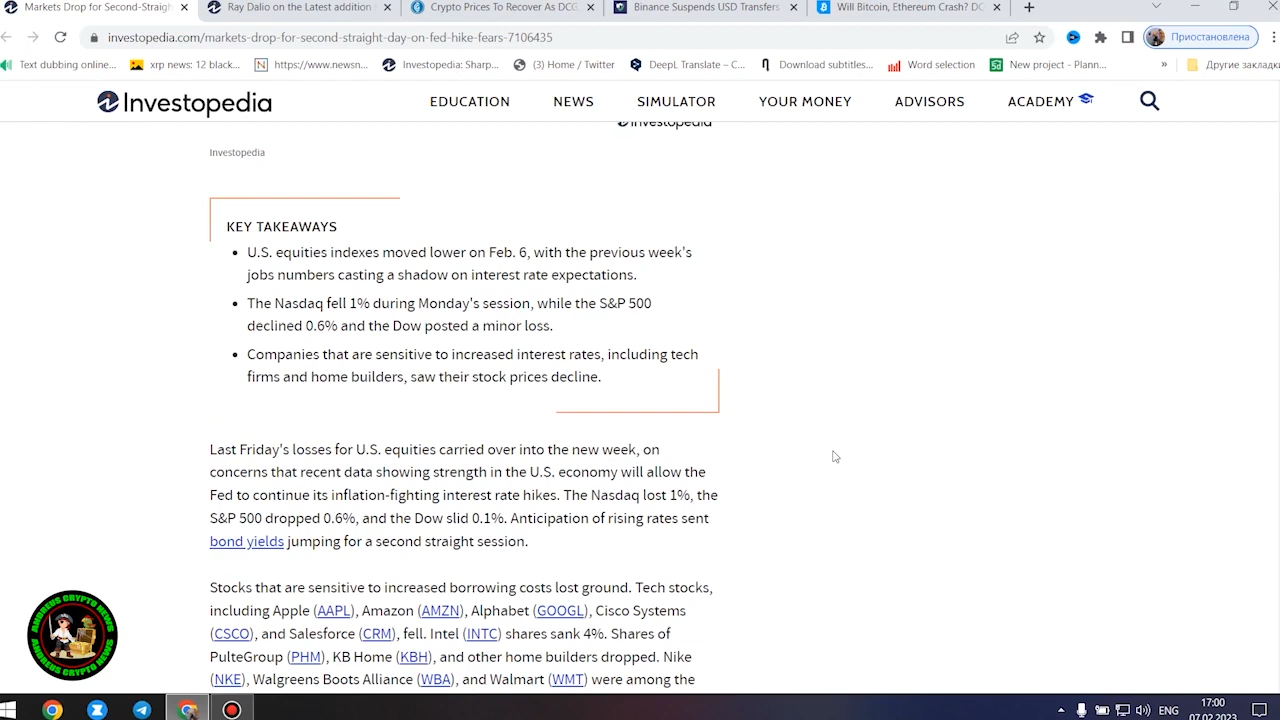 Markets Drop for Second-Straigh
Ray Dalio on the Latest addition
Crypto Prices To Recover As DCG
Binance Suspends USD Transfers
Will Bitcoin, Ethereum Crash? DC
investopedia.com/markets-drop-for-second-straight-day-on-fed-hike-fears-7106435
Приостановлена
Text dubbing online...
xrp news: 12 black...
https://www.newsn...
Investopedia: Sharp...
(3) Home / Twitter
DeepL Translate – C...
Download subtitles...
Word selection
New project - Plann...
»
Другие закладки
Investopedia
EDUCATION
NEWS
SIMULATOR
YOUR MONEY
ADVISORS
ACADEMY
Investopedia
Investopedia
KEY TAKEAWAYS
• U.S. equities indexes moved lower on Feb. 6, with the previous week's
jobs numbers casting a shadow on interest rate expectations.
• The Nasdaq fell 1% during Monday's session, while the S&P 500
declined 0.6% and the Dow posted a minor loss.
• Companies that are sensitive to increased interest rates, including tech
firms and home builders, saw their stock prices decline.
Last Friday's losses for U.S. equities carried over into the new week, on
concerns that recent data showing strength in the U.S. economy will allow the
Fed to continue its inflation-fighting interest rate hikes. The Nasdaq lost 1%, the
S&P 500 dropped 0.6%, and the Dow slid 0.1%. Anticipation of rising rates sent
bond yields jumping for a second straight session.
Stocks that are sensitive to increased borrowing costs lost ground. Tech stocks,
including Apple (AAPL), Amazon (AMZN), Alphabet (GOOGL), Cisco Systems
(CSCO), and Salesforce (CRM), fell. Intel (INTC) shares sank 4%. Shares of
PulteGroup (PHM), KB Home (KBH), and other home builders dropped. Nike
(NKE), Walgreens Boots Alliance (WBA), and Walmart (WMT) were among the
ANDREUS CRYPTO NEWS
ANDREUS CRYPTO NEWS
ENG
17:00
07.02.2023